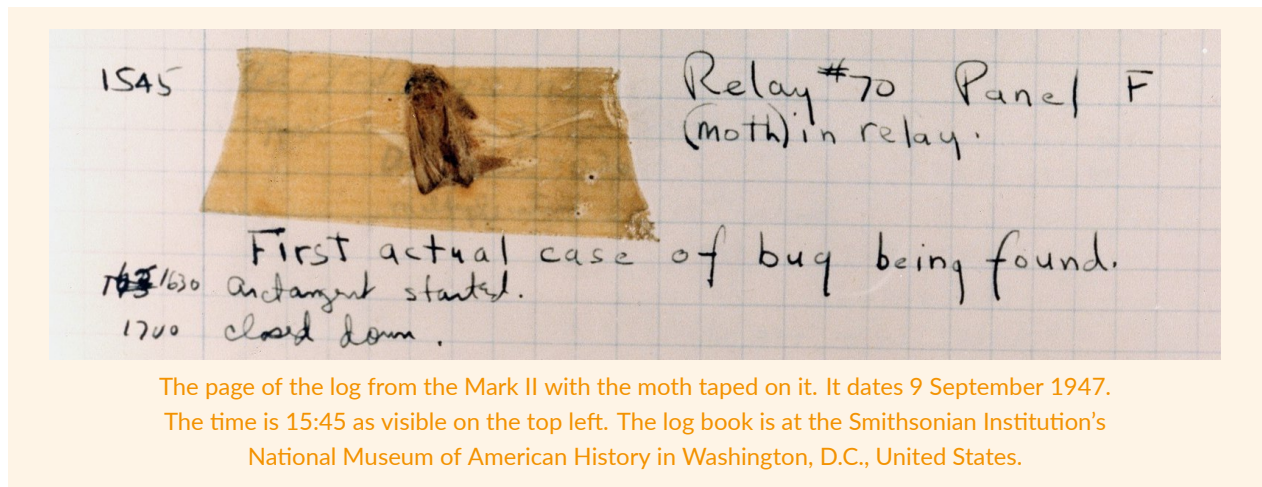 1545
Relay #70 Panel F
(moth) in relay.
First actual case of bug being found.
1630 arctangent started.
1700 closed down.
The page of the log from the Mark II with the moth taped on it. It dates 9 September 1947.
The time is 15:45 as visible on the top left. The log book is at the Smithsonian Institution's
National Museum of American History in Washington, D.C., United States.